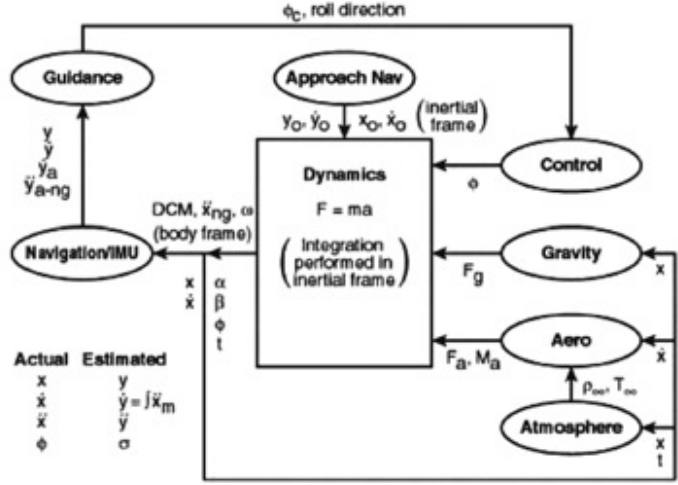 ϕc, roll direction
Guidance
Approach Nav
yo, ẏo xo, ẋo (inertial frame)
Control
ϕ
y
ẏ
ẏa
ÿa-ng
Dynamics
F = ma
(Integration performed in inertial frame)
DCM, ẍng, ω
(body frame)
Navigation/IMU
Gravity
Fg
x
x α
ẋ β
ϕ
t
Aero
Fa, Ma
ẋ
ρ∞, T∞
Atmosphere
x
t
Actual Estimated
x y
ẋ ẏ = ∫ẍm
ẍ ÿ
ϕ σ